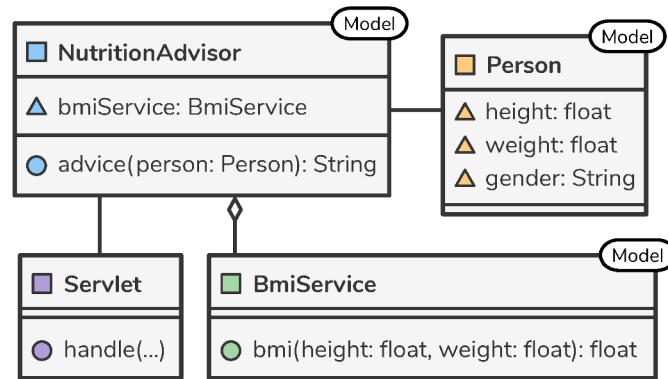 Model
NutritionAdvisor
bmiService: BmiService
advice(person: Person): String
Model
Person
height: float
weight: float
gender: String
Servlet
handle(...)
Model
BmiService
bmi(height: float, weight: float): float